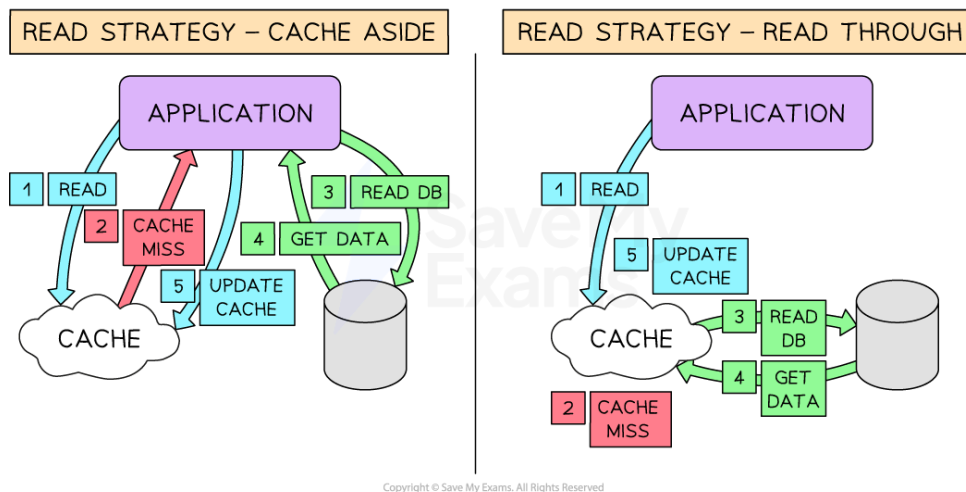 READ STRATEGY – CACHE ASIDE
APPLICATION
1 READ
2 CACHE
MISS
3 READ DB
4 GET DATA
5 UPDATE
CACHE
CACHE
READ STRATEGY – READ THROUGH
APPLICATION
1 READ
5 UPDATE
CACHE
CACHE
3 READ
DB
4 GET
DATA
2 CACHE
MISS
Save My
Exams
Copyright © Save My Exams. All Rights Reserved